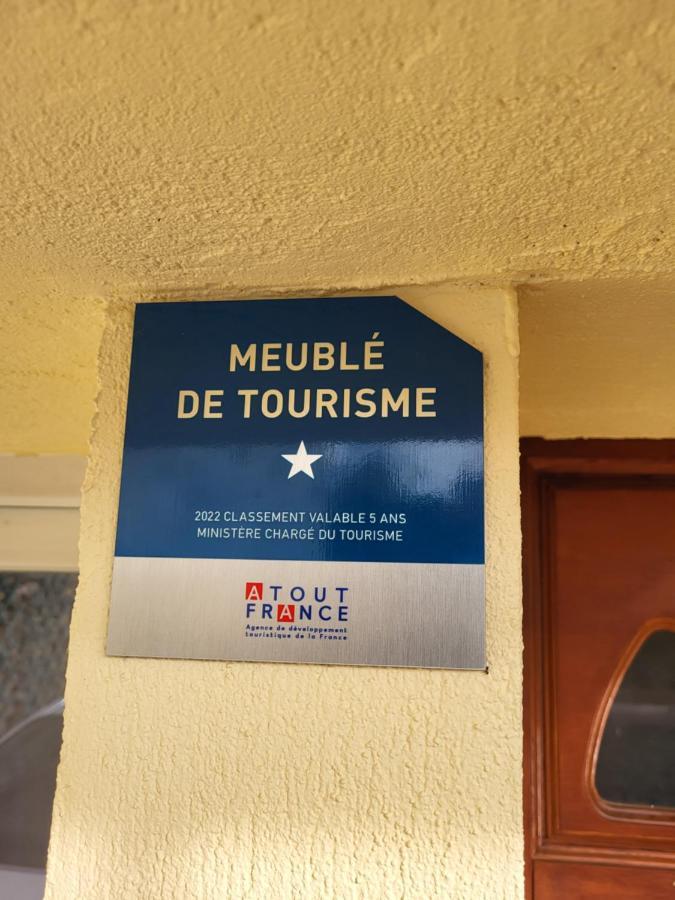 MEUBLÉ
DE TOURISME
2022 CLASSEMENT VALABLE 5 ANS
MINISTÈRE CHARGÉ DU TOURISME
ATOUT
FRANCE
Agence de développement
touristique de la France